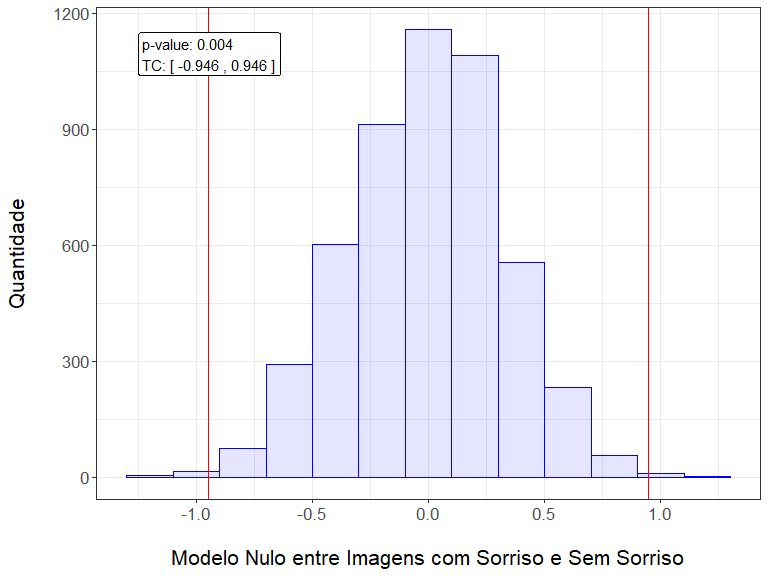 1200
900
600
300
0
Quantidade
p-value: 0.004
TC: [ -0.946 , 0.946 ]
-1.0 -0.5 0.0 0.5 1.0
Modelo Nulo entre Imagens com Sorriso e Sem Sorriso